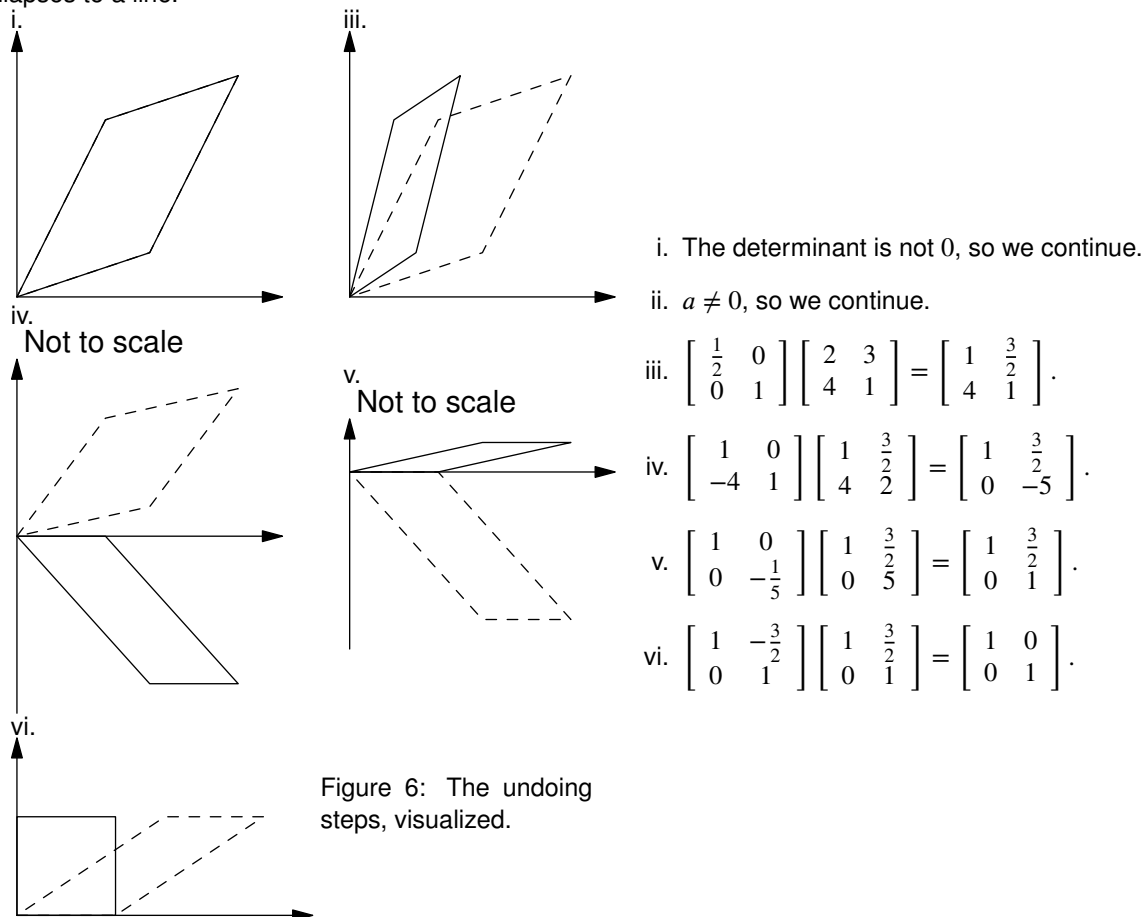 lapses to a line.
i.
iii.
iv.
Not to scale
v.
Not to scale
vi.
Figure 6: The undoing
steps, visualized.
i. The determinant is not 0, so we continue.
ii. a ≠ 0, so we continue.
iii. [ 1/2 0 ; 0 1 ] [ 2 3 ; 4 1 ] = [ 1 3/2 ; 4 1 ].
iv. [ 1 0 ; −4 1 ] [ 1 3/2 ; 4 2 ] = [ 1 3/2 ; 0 −5 ].
v. [ 1 0 ; 0 −1/5 ] [ 1 3/2 ; 0 5 ] = [ 1 3/2 ; 0 1 ].
vi. [ 1 −3/2 ; 0 1 ] [ 1 3/2 ; 0 1 ] = [ 1 0 ; 0 1 ].